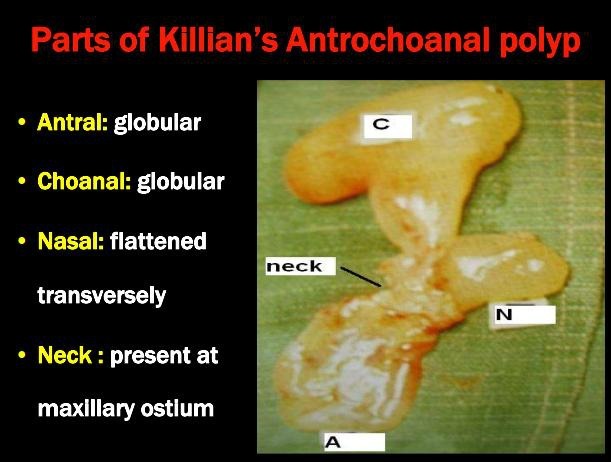 Parts of Killian's Antrochoanal polyp
• Antral: globular
• Choanal: globular
• Nasal: flattened
transversely
• Neck : present at
maxillary ostium
C
neck
N
A